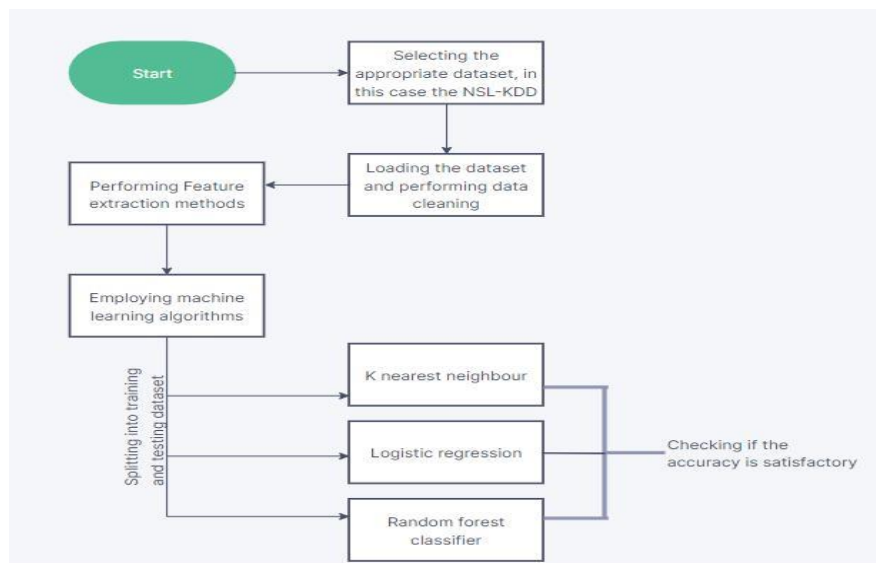 Start
Selecting the
appropriate dataset, in
this case the NSL-KDD
Loading the dataset
and performing data
cleaning
Performing Feature
extraction methods
Employing machine
learning algorithms
Splitting into training
and testing dataset
K nearest neighbour
Logistic regression
Random forest
classifier
Checking if the
accuracy is satisfactory